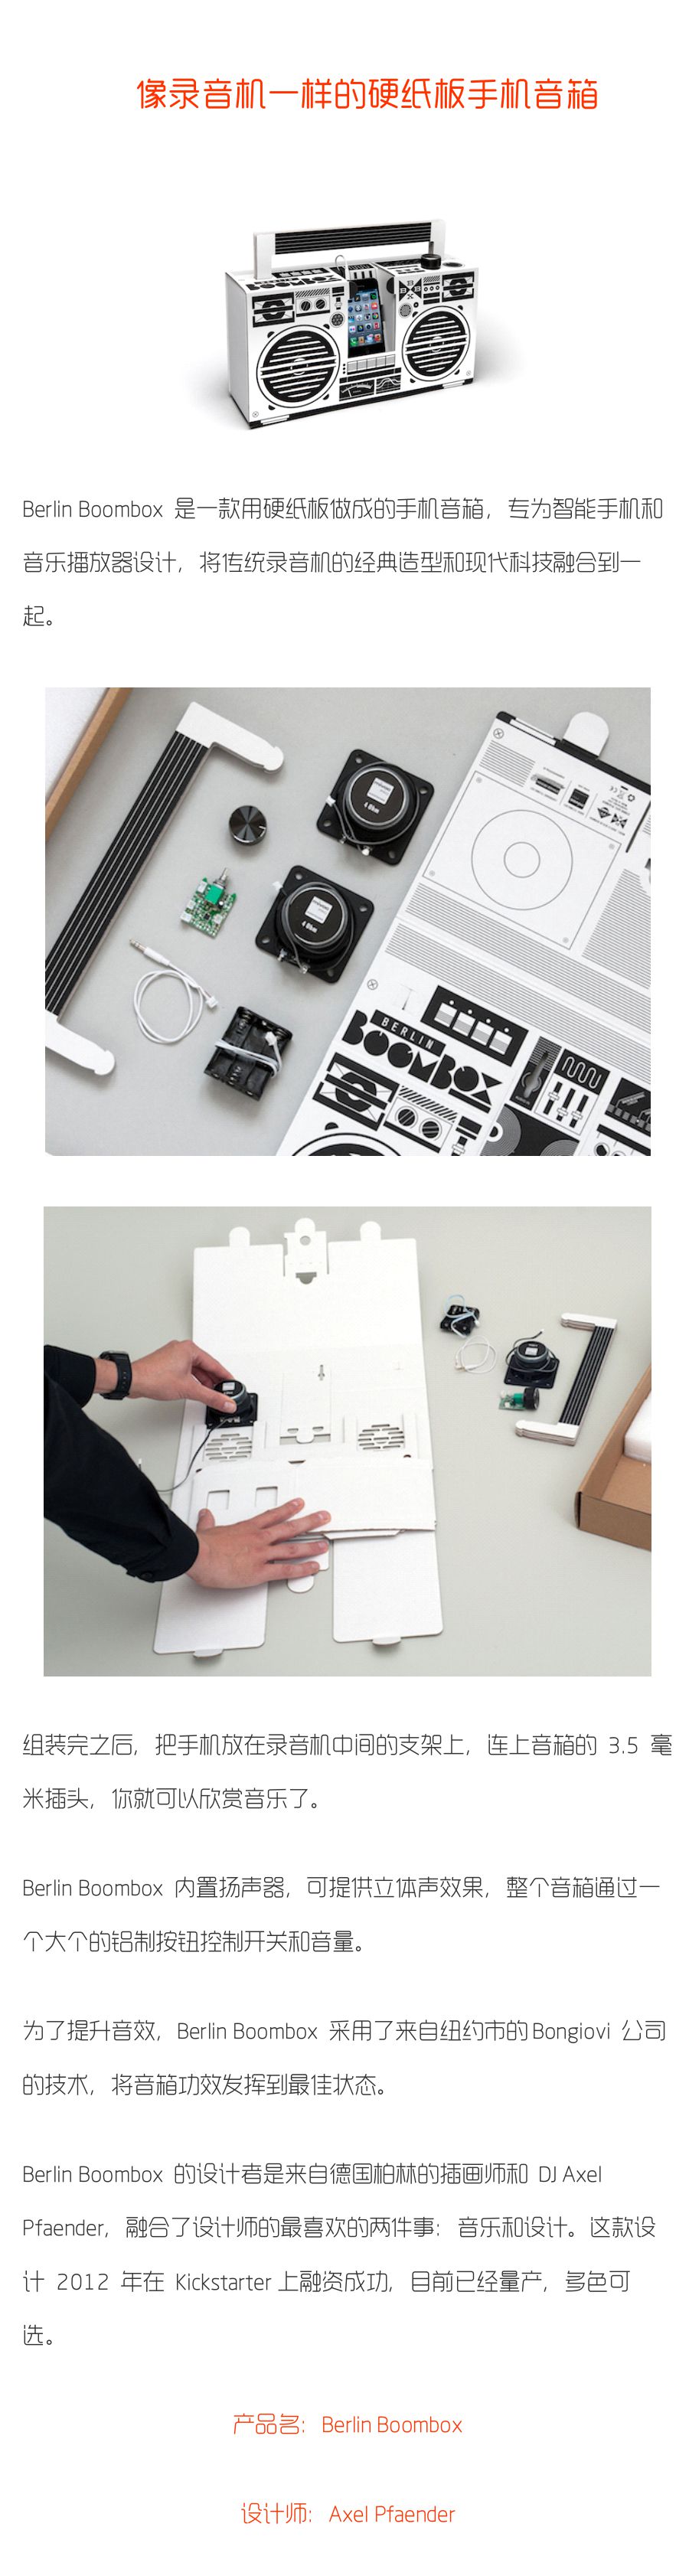 像录音机一样的硬纸板手机音箱
Berlin Boombox 是一款用硬纸板做成的手机音箱，专为智能手机和
音乐播放器设计，将传统录音机的经典造型和现代科技融合到一
起。
4 Ohm
4 Ohm
BERLIN
BOOMBOX
组装完之后，把手机放在录音机中间的支架上，连上音箱的 3.5 毫
米插头，你就可以欣赏音乐了。
Berlin Boombox 内置扬声器，可提供立体声效果，整个音箱通过一
个大个的铝制按钮控制开关和音量。
为了提升音效，Berlin Boombox 采用了来自纽约市的Bongiovi 公司
的技术，将音箱功效发挥到最佳状态。
Berlin Boombox 的设计者是来自德国柏林的插画师和 DJ Axel
Pfaender，融合了设计师的最喜欢的两件事：音乐和设计。这款设
计 2012 年在 Kickstarter 上融资成功，目前已经量产，多色可
选。
产品名： Berlin Boombox
设计师： Axel Pfaender